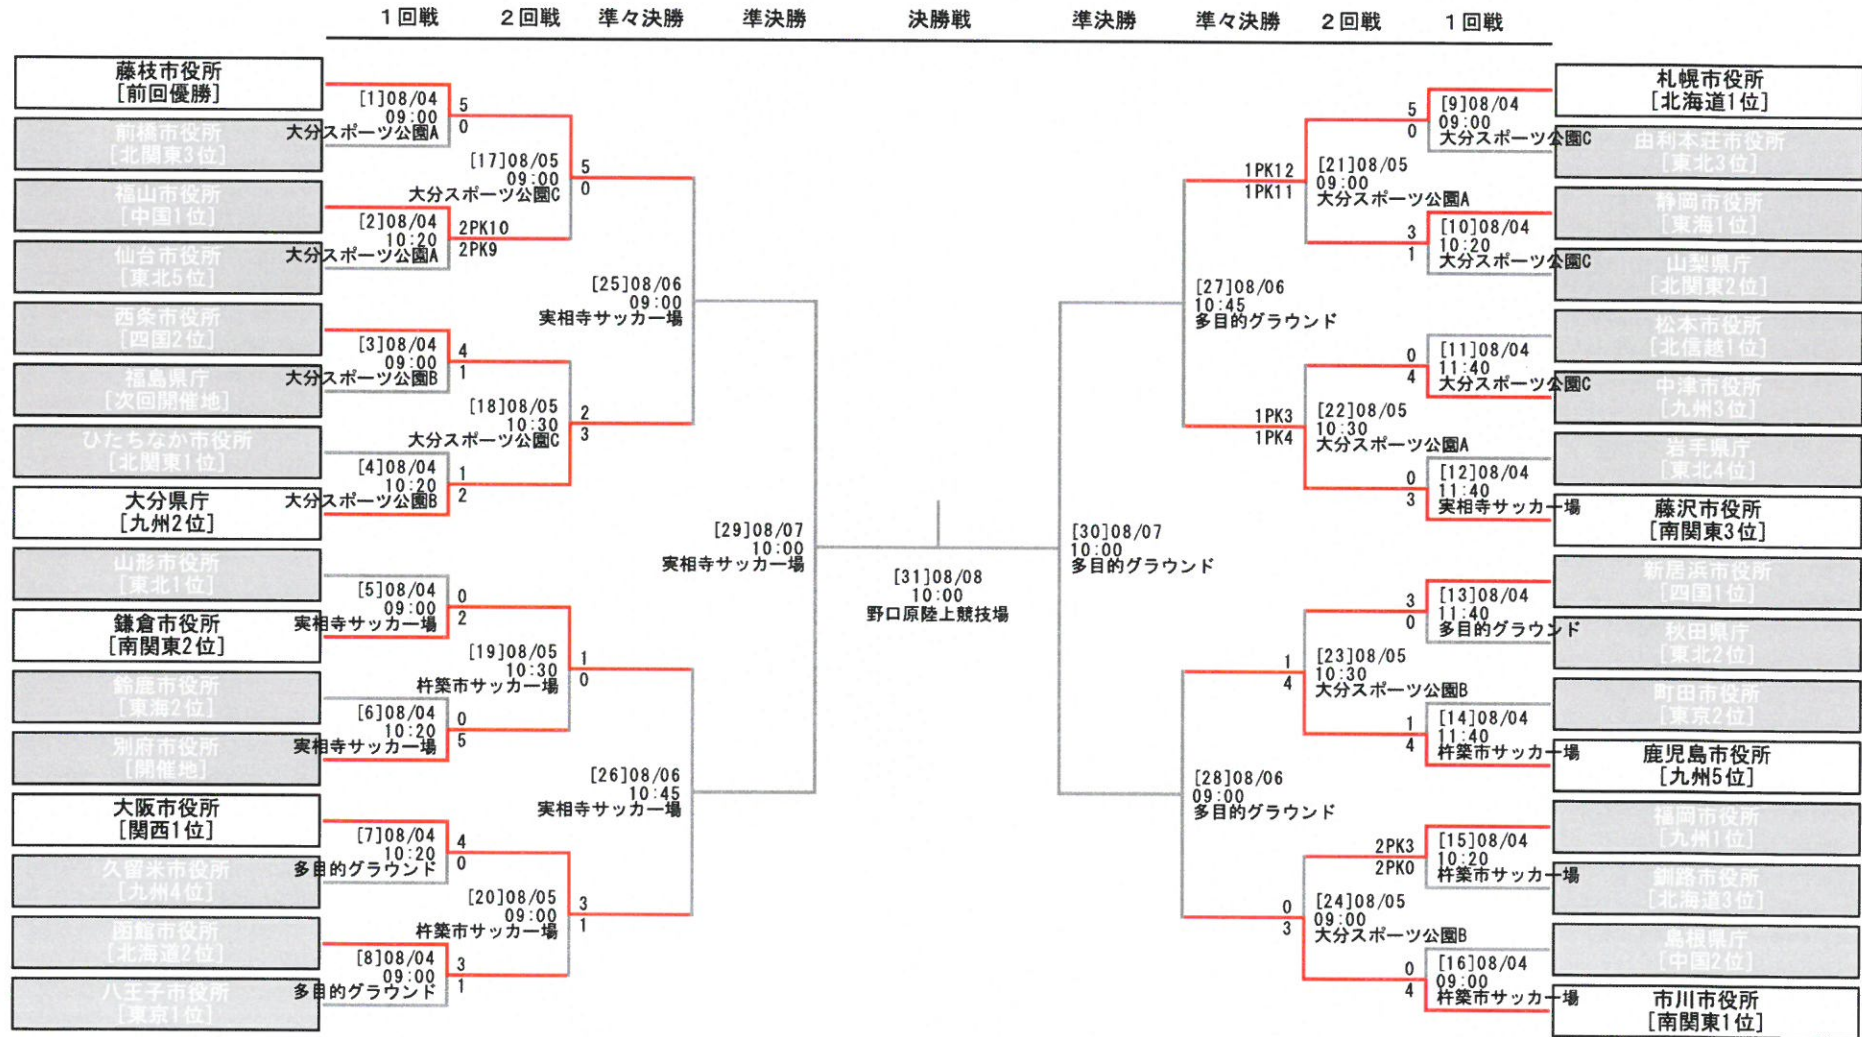 1回戦 2回戦 準々決勝 準決勝 決勝戦 準決勝 準々決勝 2回戦 1回戦
藤枝市役所
[前回優勝]
前橋市役所
[北関東3位]
福山市役所
[中国1位]
仙台市役所
[東北5位]
西条市役所
[四国2位]
福島県庁
[次回開催地]
ひたちなか市役所
[北関東1位]
大分県庁
[九州2位]
山形市役所
[東北1位]
鎌倉市役所
[南関東2位]
鈴鹿市役所
[東海2位]
別府市役所
[開催地]
大阪市役所
[関西1位]
久留米市役所
[九州4位]
函館市役所
[北海道2位]
八王子市役所
[東京1位]
[1]08/04
09:00
大分スポーツ公園A
5
0
[2]08/04
10:20
大分スポーツ公園A
2PK10
2PK9
[3]08/04
09:00
大分スポーツ公園B
4
1
[4]08/04
10:20
大分スポーツ公園B
1
2
[5]08/04
09:00
実相寺サッカー場
0
2
[6]08/04
10:20
実相寺サッカー場
0
5
[7]08/04
10:20
多目的グラウンド
4
0
[8]08/04
09:00
多目的グラウンド
3
1
[17]08/05
09:00
大分スポーツ公園C
5
0
[18]08/05
10:30
大分スポーツ公園C
2
3
[19]08/05
10:30
杵築市サッカー場
1
0
[20]08/05
09:00
杵築市サッカー場
3
1
[25]08/06
09:00
実相寺サッカー場
[26]08/06
10:45
実相寺サッカー場
[29]08/07
10:00
実相寺サッカー場
[31]08/08
10:00
野口原陸上競技場
[30]08/07
10:00
多目的グラウンド
[27]08/06
10:45
多目的グラウンド
[28]08/06
09:00
多目的グラウンド
1PK12
1PK11
[21]08/05
09:00
大分スポーツ公園A
1PK3
1PK4
[22]08/05
10:30
大分スポーツ公園A
1
4
[23]08/05
10:30
大分スポーツ公園B
0
3
[24]08/05
09:00
大分スポーツ公園B
5
0
[9]08/04
09:00
大分スポーツ公園C
3
1
[10]08/04
10:20
大分スポーツ公園C
0
4
[11]08/04
11:40
大分スポーツ公園C
0
3
[12]08/04
11:40
実相寺サッカー場
3
0
[13]08/04
11:40
多目的グラウンド
1
4
[14]08/04
11:40
杵築市サッカー場
2PK3
2PK0
[15]08/04
10:20
杵築市サッカー場
0
4
[16]08/04
09:00
杵築市サッカー場
札幌市役所
[北海道1位]
由利本荘市役所
[東北3位]
静岡市役所
[東海1位]
山梨県庁
[北関東2位]
松本市役所
[北信越1位]
中津市役所
[九州3位]
岩手県庁
[東北4位]
藤沢市役所
[南関東3位]
新居浜市役所
[四国1位]
秋田県庁
[東北2位]
町田市役所
[東京2位]
鹿児島市役所
[九州5位]
福岡市役所
[九州1位]
釧路市役所
[北海道3位]
島根県庁
[中国2位]
市川市役所
[南関東1位]